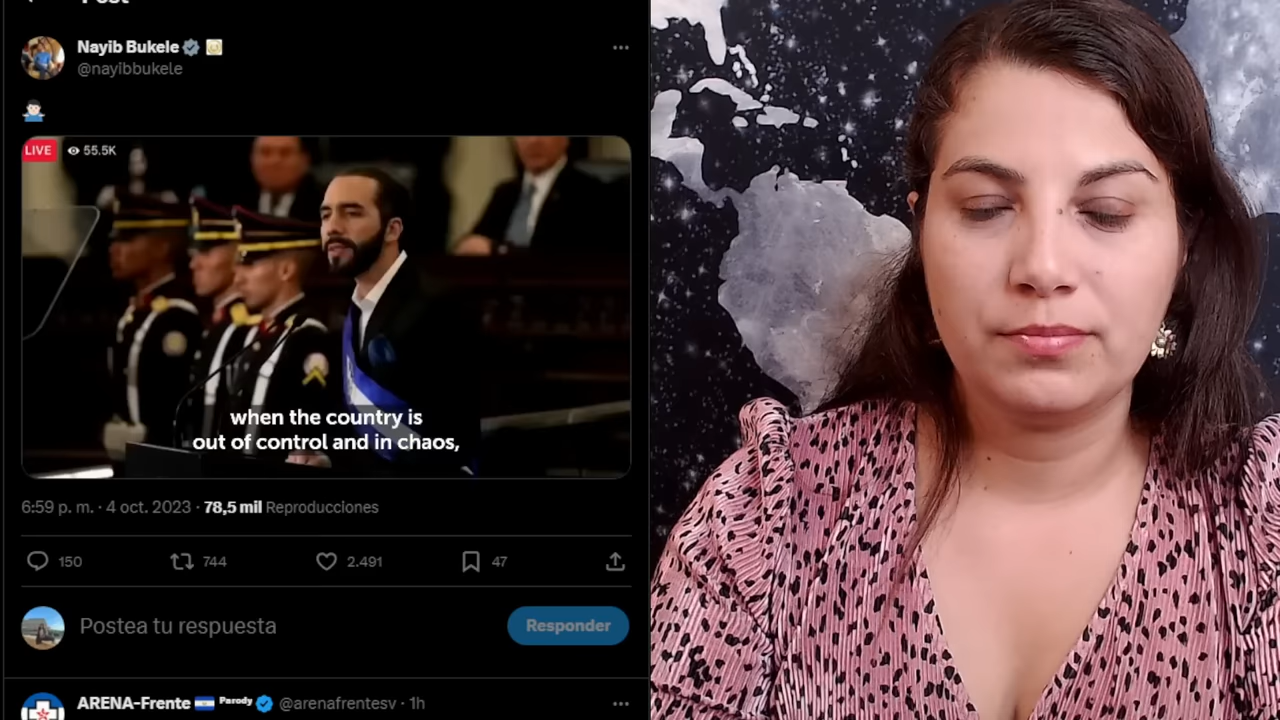 Post
Nayib Bukele
@nayibbukele
LIVE 55.5K
when the country is
out of control and in chaos,
6:59 p. m. · 4 oct. 2023 · 78,5 mil Reproducciones
150 744 2.491 47
Postea tu respuesta
Responder
ARENA-Frente Parody @arenafrentesv · 1h